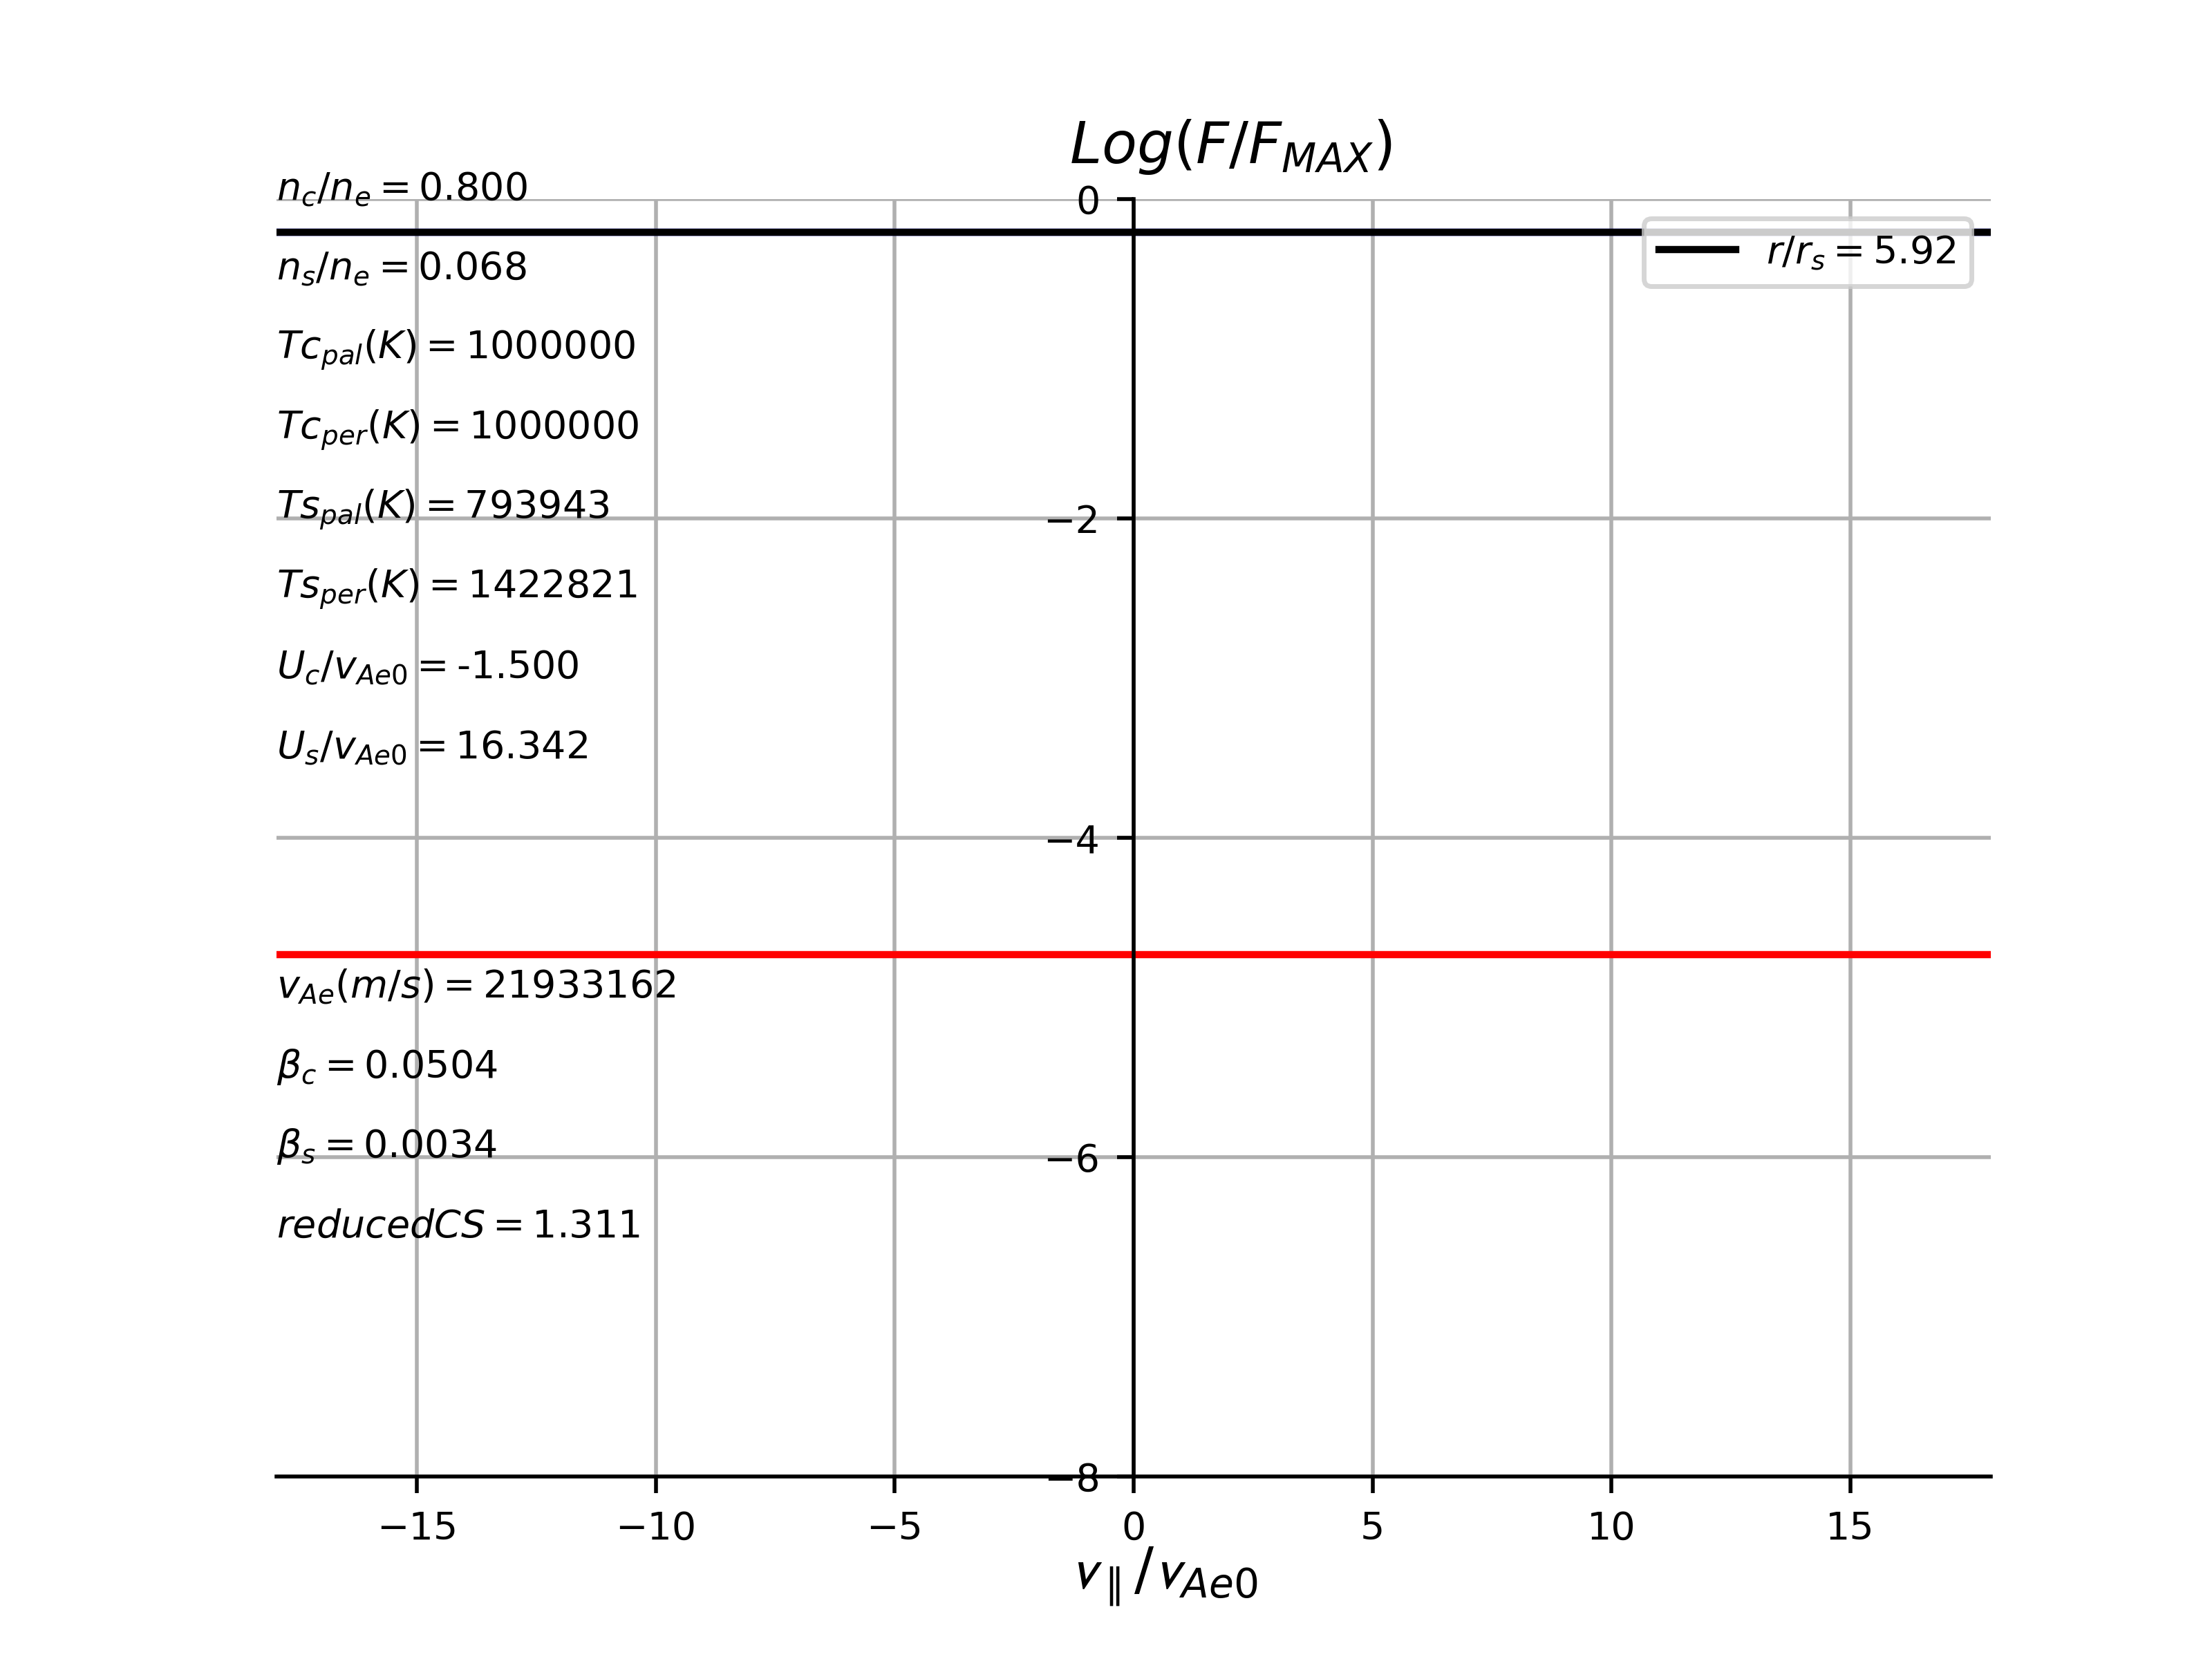 Log(F/F_MAX)
n_c/n_e = 0.800
0
r/r_s = 5.92
n_s/n_e = 0.068
Tc_pal(K) = 1000000
Tc_per(K) = 1000000
Ts_pal(K) = 793943
−2
Ts_per(K) = 1422821
U_c/v_Ae0 = -1.500
U_s/v_Ae0 = 16.342
−4
v_Ae(m/s) = 21933162
β_c = 0.0504
β_s = 0.0034
−6
reducedCS = 1.311
−8
−15 −10 −5 0 5 10 15
v_∥/v_Ae0